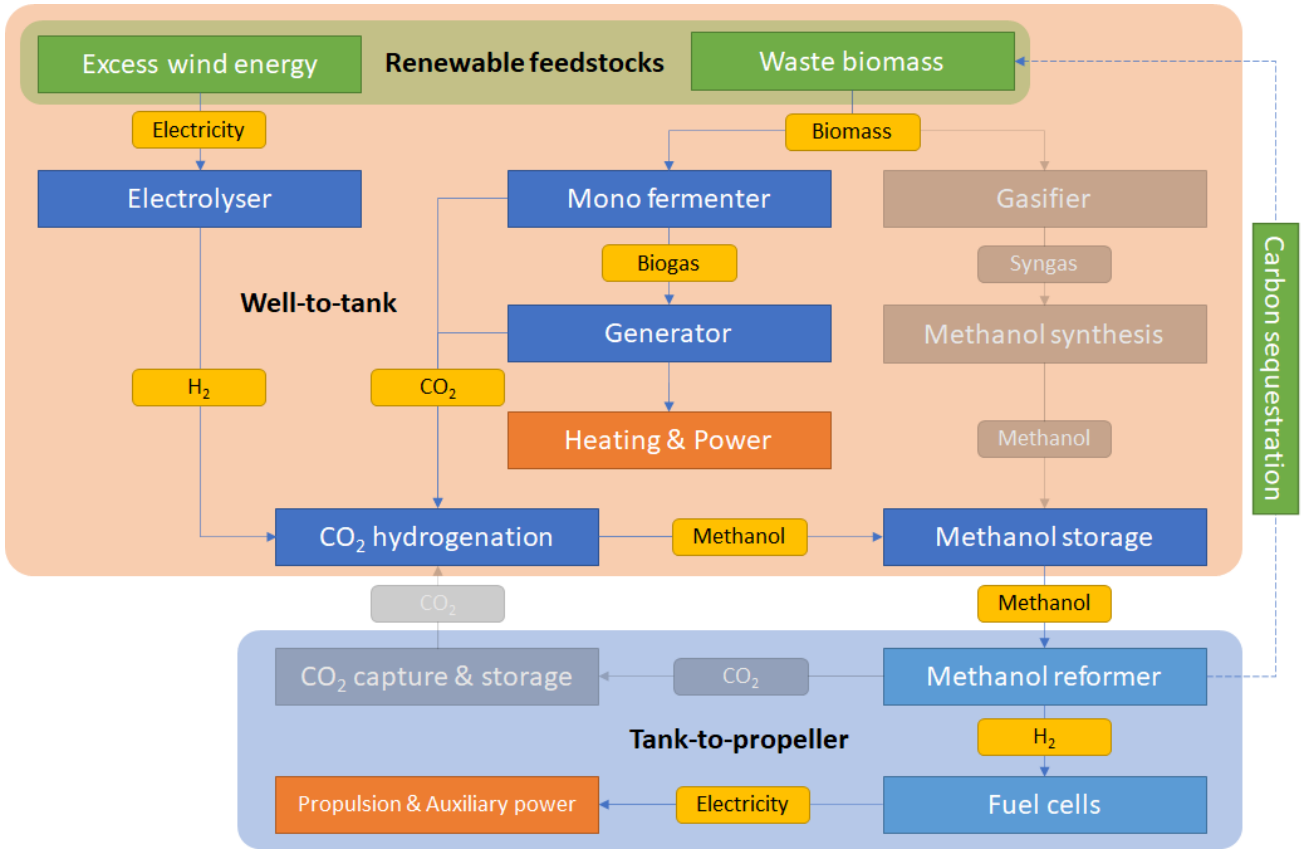 Excess wind energy
Renewable feedstocks
Waste biomass
Electricity
Biomass
Electrolyser
Mono fermenter
Gasifier
Biogas
Syngas
Well-to-tank
Generator
Methanol synthesis
H₂
CO₂
Heating & Power
Methanol
Carbon sequestration
CO₂ hydrogenation
Methanol
Methanol storage
CO₂
Methanol
CO₂ capture & storage
CO₂
Methanol reformer
Tank-to-propeller
H₂
Propulsion & Auxiliary power
Electricity
Fuel cells